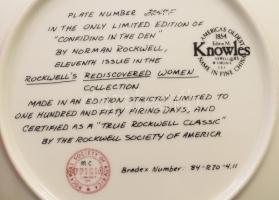 PLATE NUMBER
IN THE ONLY LIMITED EDITION OF
"CONFIDING IN THE DEN"
BY NORMAN ROCKWELL,
ELEVENTH ISSUE IN THE
ROCKWELL'S REDISCOVERED WOMEN
COLLECTION
MADE IN AN EDITION STRICTLY LIMITED TO
ONE HUNDRED AND FIFTY FIRING DAYS, AND
CERTIFIED AS A "TRUE ROCKWELL CLASSIC"
BY THE ROCKWELL SOCIETY OF AMERICA
AMERICA'S OLDEST
1854
Edwin M.
Knowles
NAME IN FINE CHINA
SOCIETY OF
Bradex Number: 84-R70-4.11